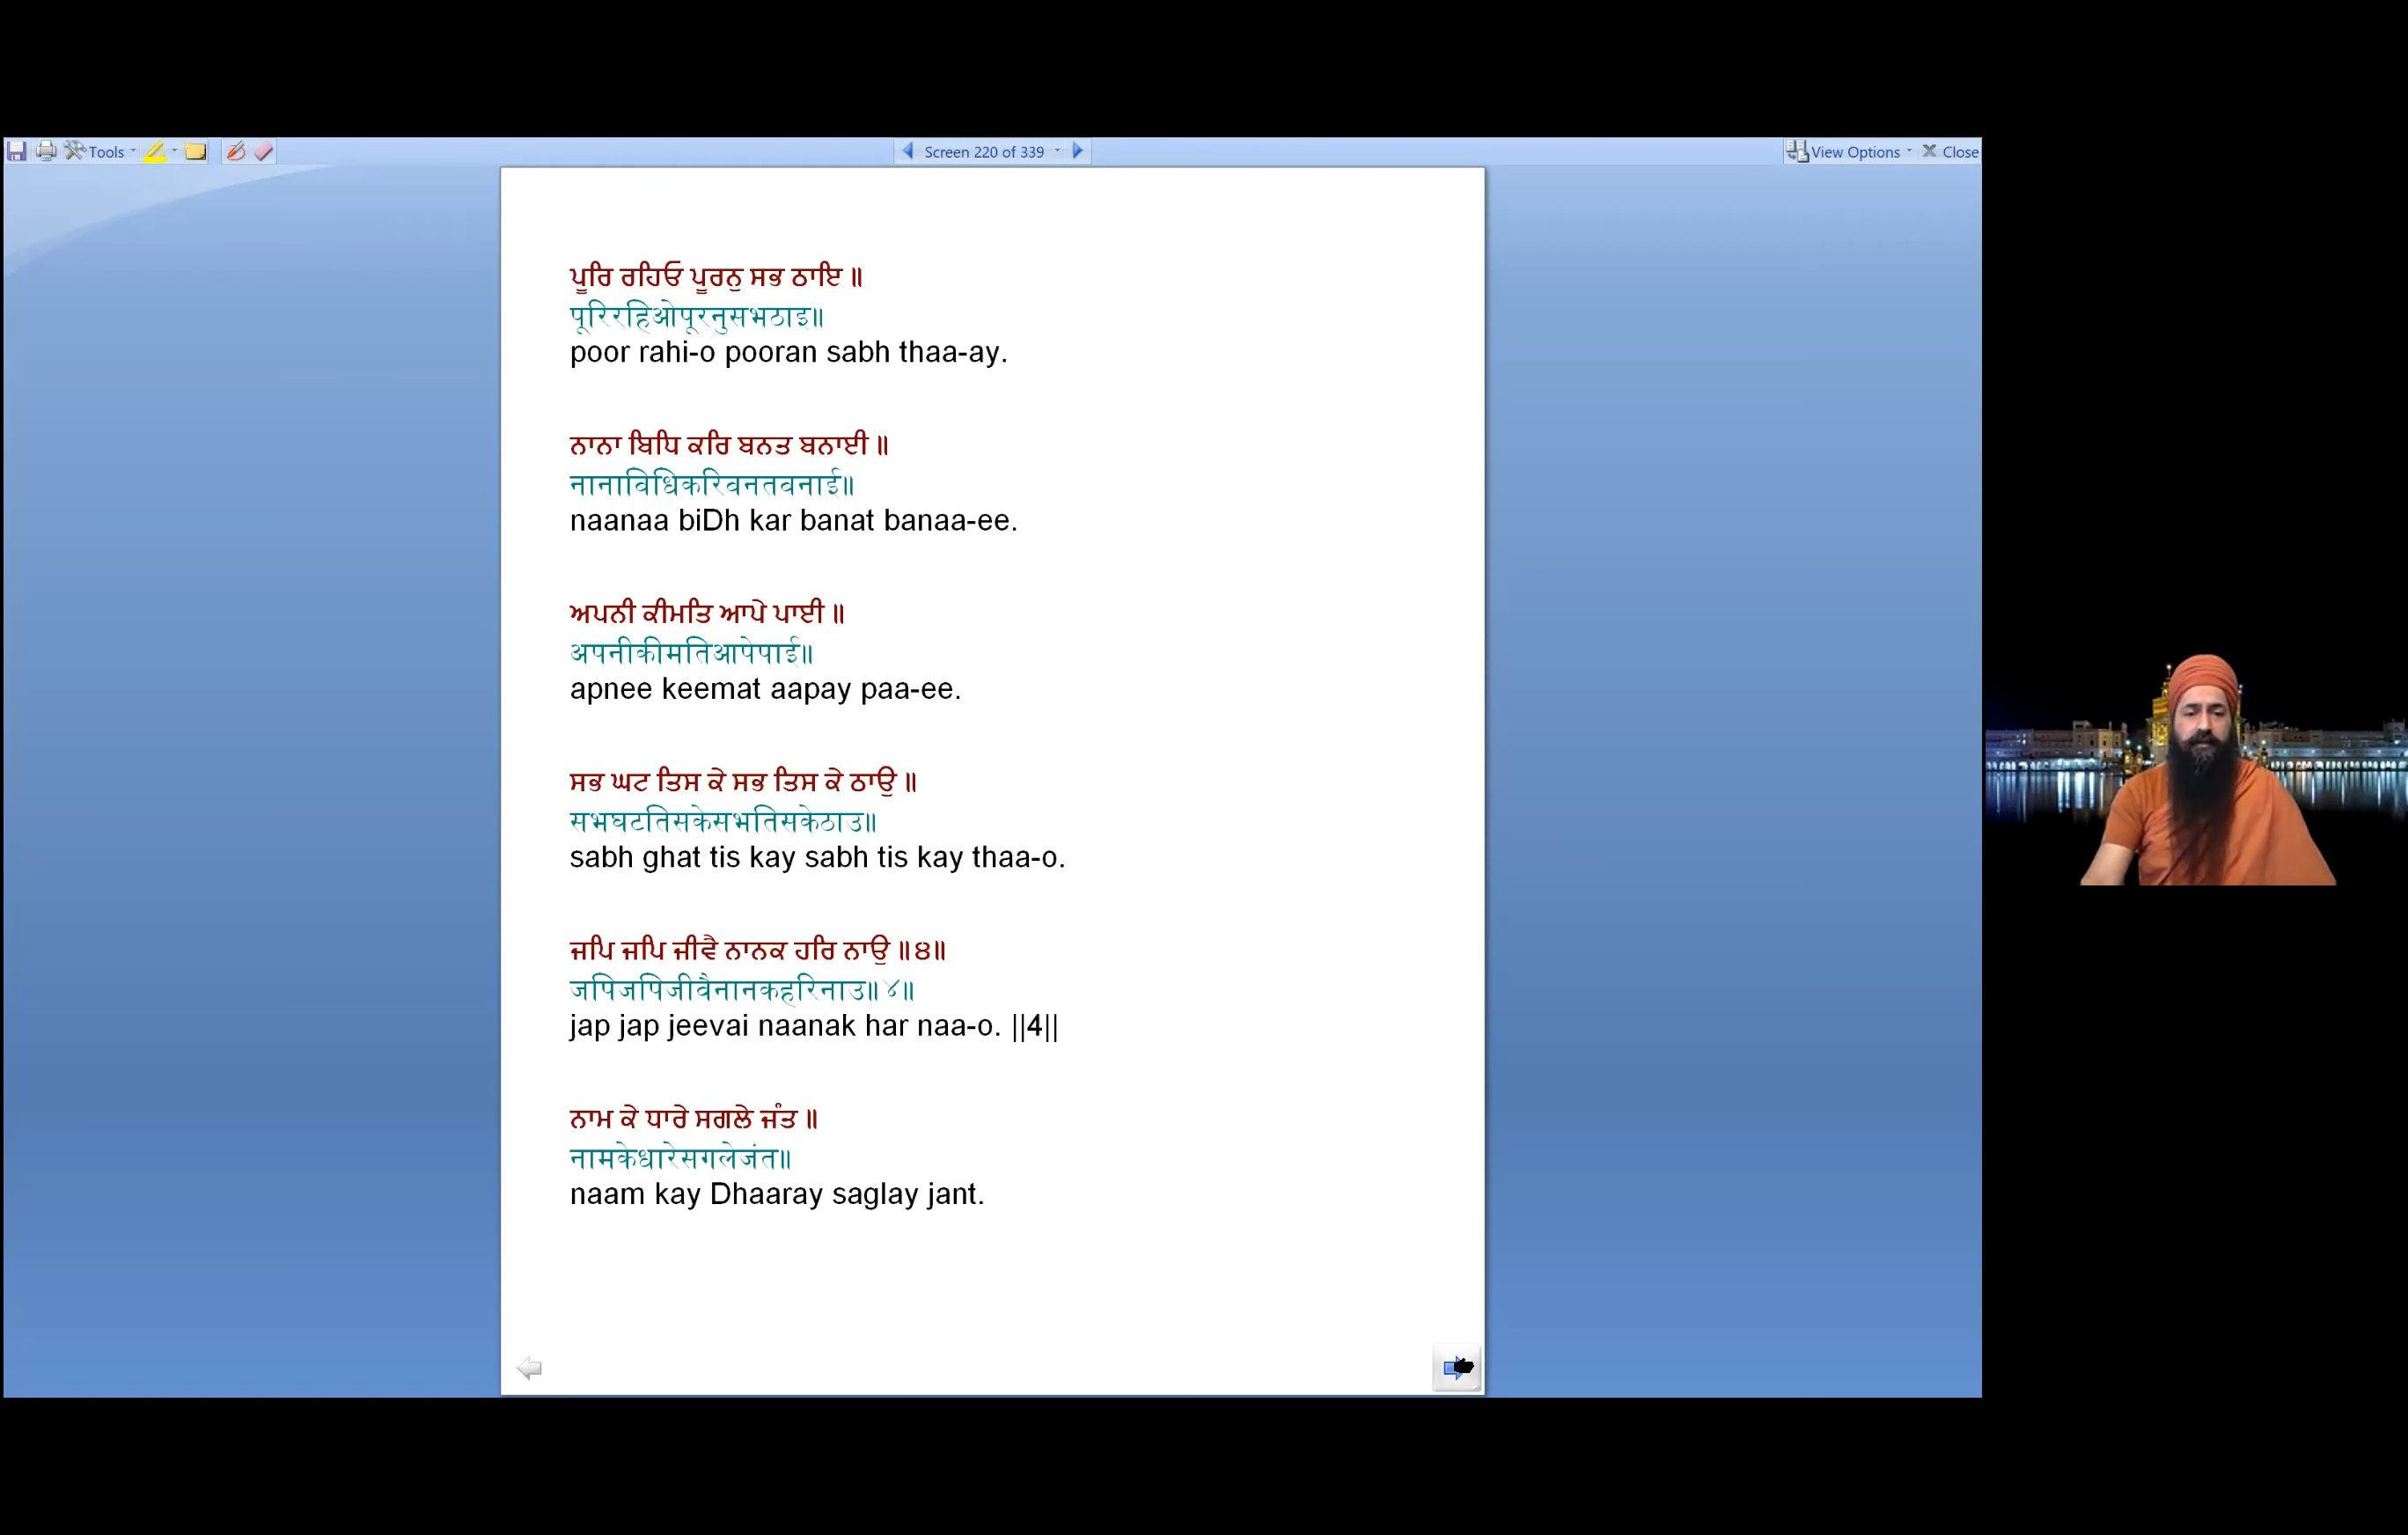 Tools
Screen 220 of 339
View Options
Close
ਪੂਰਿ ਰਹਿਓ ਪੂਰਨੁ ਸਭ ਠਾਇ ॥
पूरिरहिओपूरनुसभठाइ॥
poor rahi-o pooran sabh thaa-ay.
ਨਾਨਾ ਬਿਧਿ ਕਰਿ ਬਨਤ ਬਨਾਈ ॥
नानाबिधिकरिबनतबनाई॥
naanaa biDh kar banat banaa-ee.
ਅਪਨੀ ਕੀਮਤਿ ਆਪੇ ਪਾਈ ॥
अपनीकीमतिआपेपाई॥
apnee keemat aapay paa-ee.
ਸਭ ਘਟ ਤਿਸ ਕੇ ਸਭ ਤਿਸ ਕੇ ਠਾਉ ॥
सभघटतिसकेसभतिसकेठाउ॥
sabh ghat tis kay sabh tis kay thaa-o.
ਜਪਿ ਜਪਿ ਜੀਵੈ ਨਾਨਕ ਹਰਿ ਨਾਉ ॥੪॥
जपिजपिजीवैनानकहरिनाउ॥४॥
jap jap jeevai naanak har naa-o. ||4||
ਨਾਮ ਕੇ ਧਾਰੇ ਸਗਲੇ ਜੰਤ ॥
नामकेधारेसगलेजंत॥
naam kay Dhaaray saglay jant.